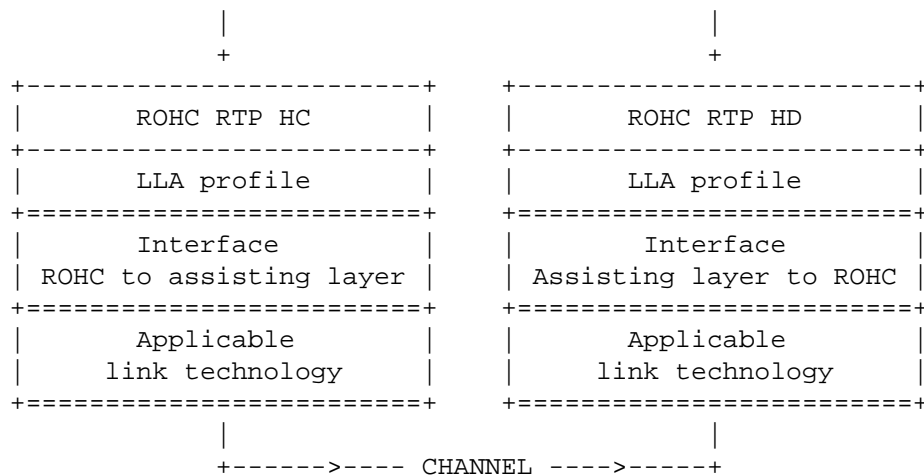 |                              |
            +                              +
+-------------------------+    +-------------------------+
|       ROHC RTP HC       |    |       ROHC RTP HD       |
+-------------------------+    +-------------------------+
|       LLA profile       |    |       LLA profile       |
+=========================+    +=========================+
|        Interface        |    |        Interface        |
| ROHC to assisting layer |    | Assisting layer to ROHC |
+=========================+    +=========================+
|       Applicable        |    |       Applicable        |
|     link technology     |    |     link technology     |
+=========================+    +=========================+
             |                              |
             +------>---- CHANNEL ---->-----+